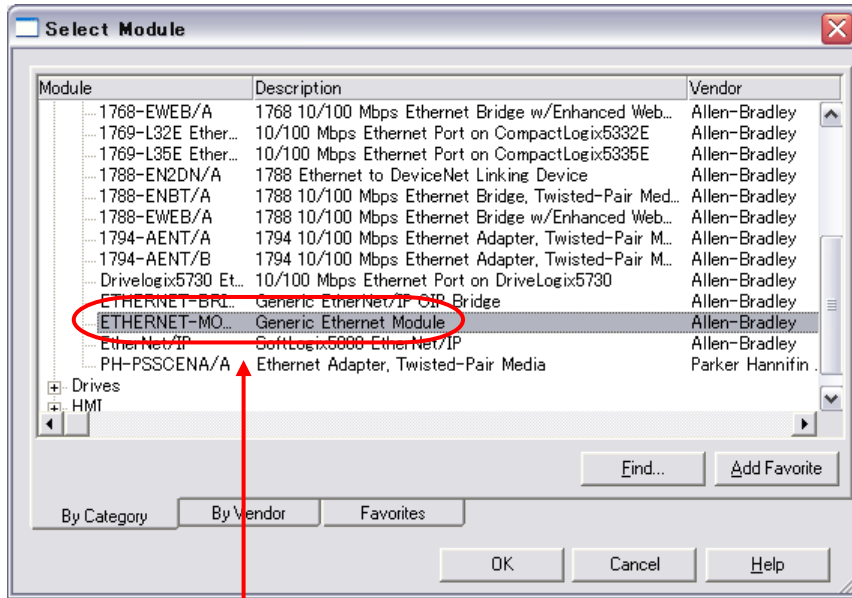 Select Module
Module Description Vendor
1768-EWEB/A 1768 10/100 Mbps Ethernet Bridge w/Enhanced Web... Allen-Bradley
1769-L32E Ether... 10/100 Mbps Ethernet Port on CompactLogix5332E Allen-Bradley
1769-L35E Ether... 10/100 Mbps Ethernet Port on CompactLogix5335E Allen-Bradley
1788-EN2DN/A 1788 Ethernet to DeviceNet Linking Device Allen-Bradley
1788-ENBT/A 1788 10/100 Mbps Ethernet Bridge, Twisted-Pair Med... Allen-Bradley
1788-EWEB/A 1788 10/100 Mbps Ethernet Bridge w/Enhanced Web... Allen-Bradley
1794-AENT/A 1794 10/100 Mbps Ethernet Adapter, Twisted-Pair M... Allen-Bradley
1794-AENT/B 1794 10/100 Mbps Ethernet Adapter, Twisted-Pair M... Allen-Bradley
Drivelogix5730 Et... 10/100 Mbps Ethernet Port on DriveLogix5730 Allen-Bradley
ETHERNET-BRI... Generic EtherNet/IP CIP Bridge Allen-Bradley
ETHERNET-MO... Generic Ethernet Module Allen-Bradley
EtherNet/IP SoftLogix5800 EtherNet/IP Allen-Bradley
PH-PSSCENA/A Ethernet Adapter, Twisted-Pair Media Parker Hannifin .
Drives
HMI
Find... Add Favorite
By Category By Vendor Favorites
OK Cancel Help